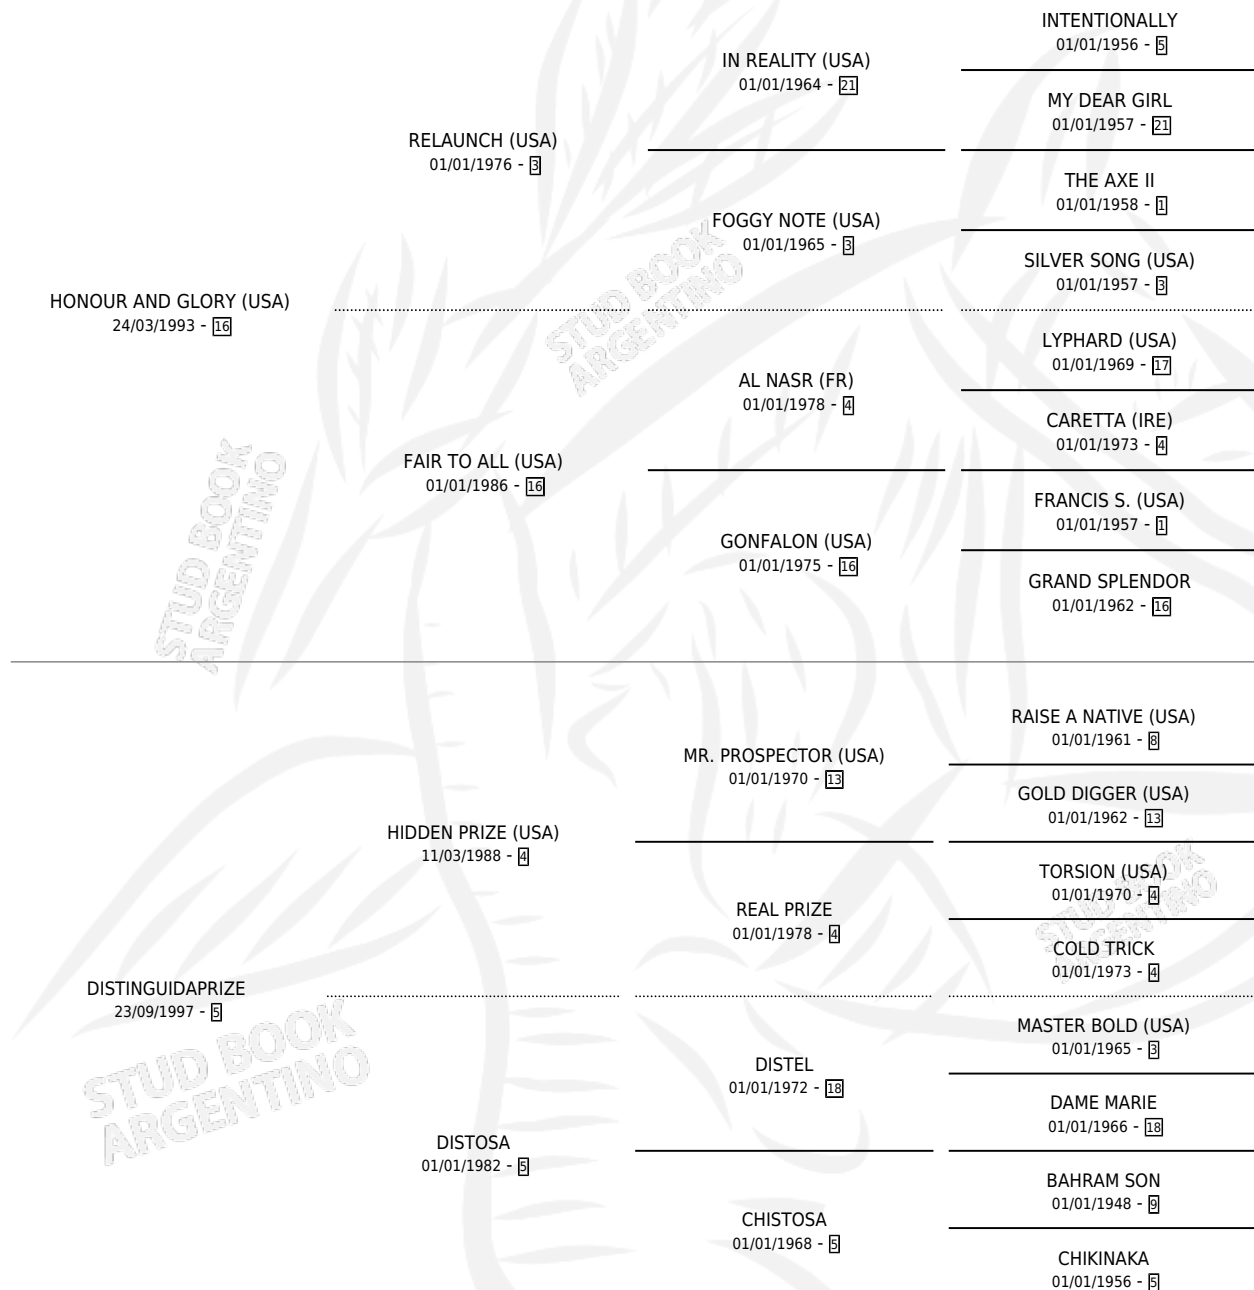 INTENTIONALLY
01/01/1956 - 5
IN REALITY (USA)
01/01/1964 - 21
MY DEAR GIRL
01/01/1957 - 21
RELAUNCH (USA)
01/01/1976 - 3
THE AXE II
01/01/1958 - 1
FOGGY NOTE (USA)
01/01/1965 - 3
SILVER SONG (USA)
01/01/1957 - 3
HONOUR AND GLORY (USA)
24/03/1993 - 16
LYPHARD (USA)
01/01/1969 - 17
AL NASR (FR)
01/01/1978 - 4
CARETTA (IRE)
01/01/1973 - 4
FAIR TO ALL (USA)
01/01/1986 - 16
FRANCIS S. (USA)
01/01/1957 - 1
GONFALON (USA)
01/01/1975 - 16
GRAND SPLENDOR
01/01/1962 - 16
RAISE A NATIVE (USA)
01/01/1961 - 8
MR. PROSPECTOR (USA)
01/01/1970 - 13
GOLD DIGGER (USA)
01/01/1962 - 13
HIDDEN PRIZE (USA)
11/03/1988 - 4
TORSION (USA)
01/01/1970 - 4
REAL PRIZE
01/01/1978 - 4
COLD TRICK
01/01/1973 - 4
DISTINGUIDAPRIZE
23/09/1997 - 5
MASTER BOLD (USA)
01/01/1965 - 3
DISTEL
01/01/1972 - 18
DAME MARIE
01/01/1966 - 18
DISTOSA
01/01/1982 - 5
BAHRAM SON
01/01/1948 - 9
CHISTOSA
01/01/1968 - 5
CHIKINAKA
01/01/1956 - 5
STUD BOOK
ARGENTINO
STUD BOOK
ARGENTINO
STUD BOOK
ARGENTINO
STUD BOOK
ARGENTINO